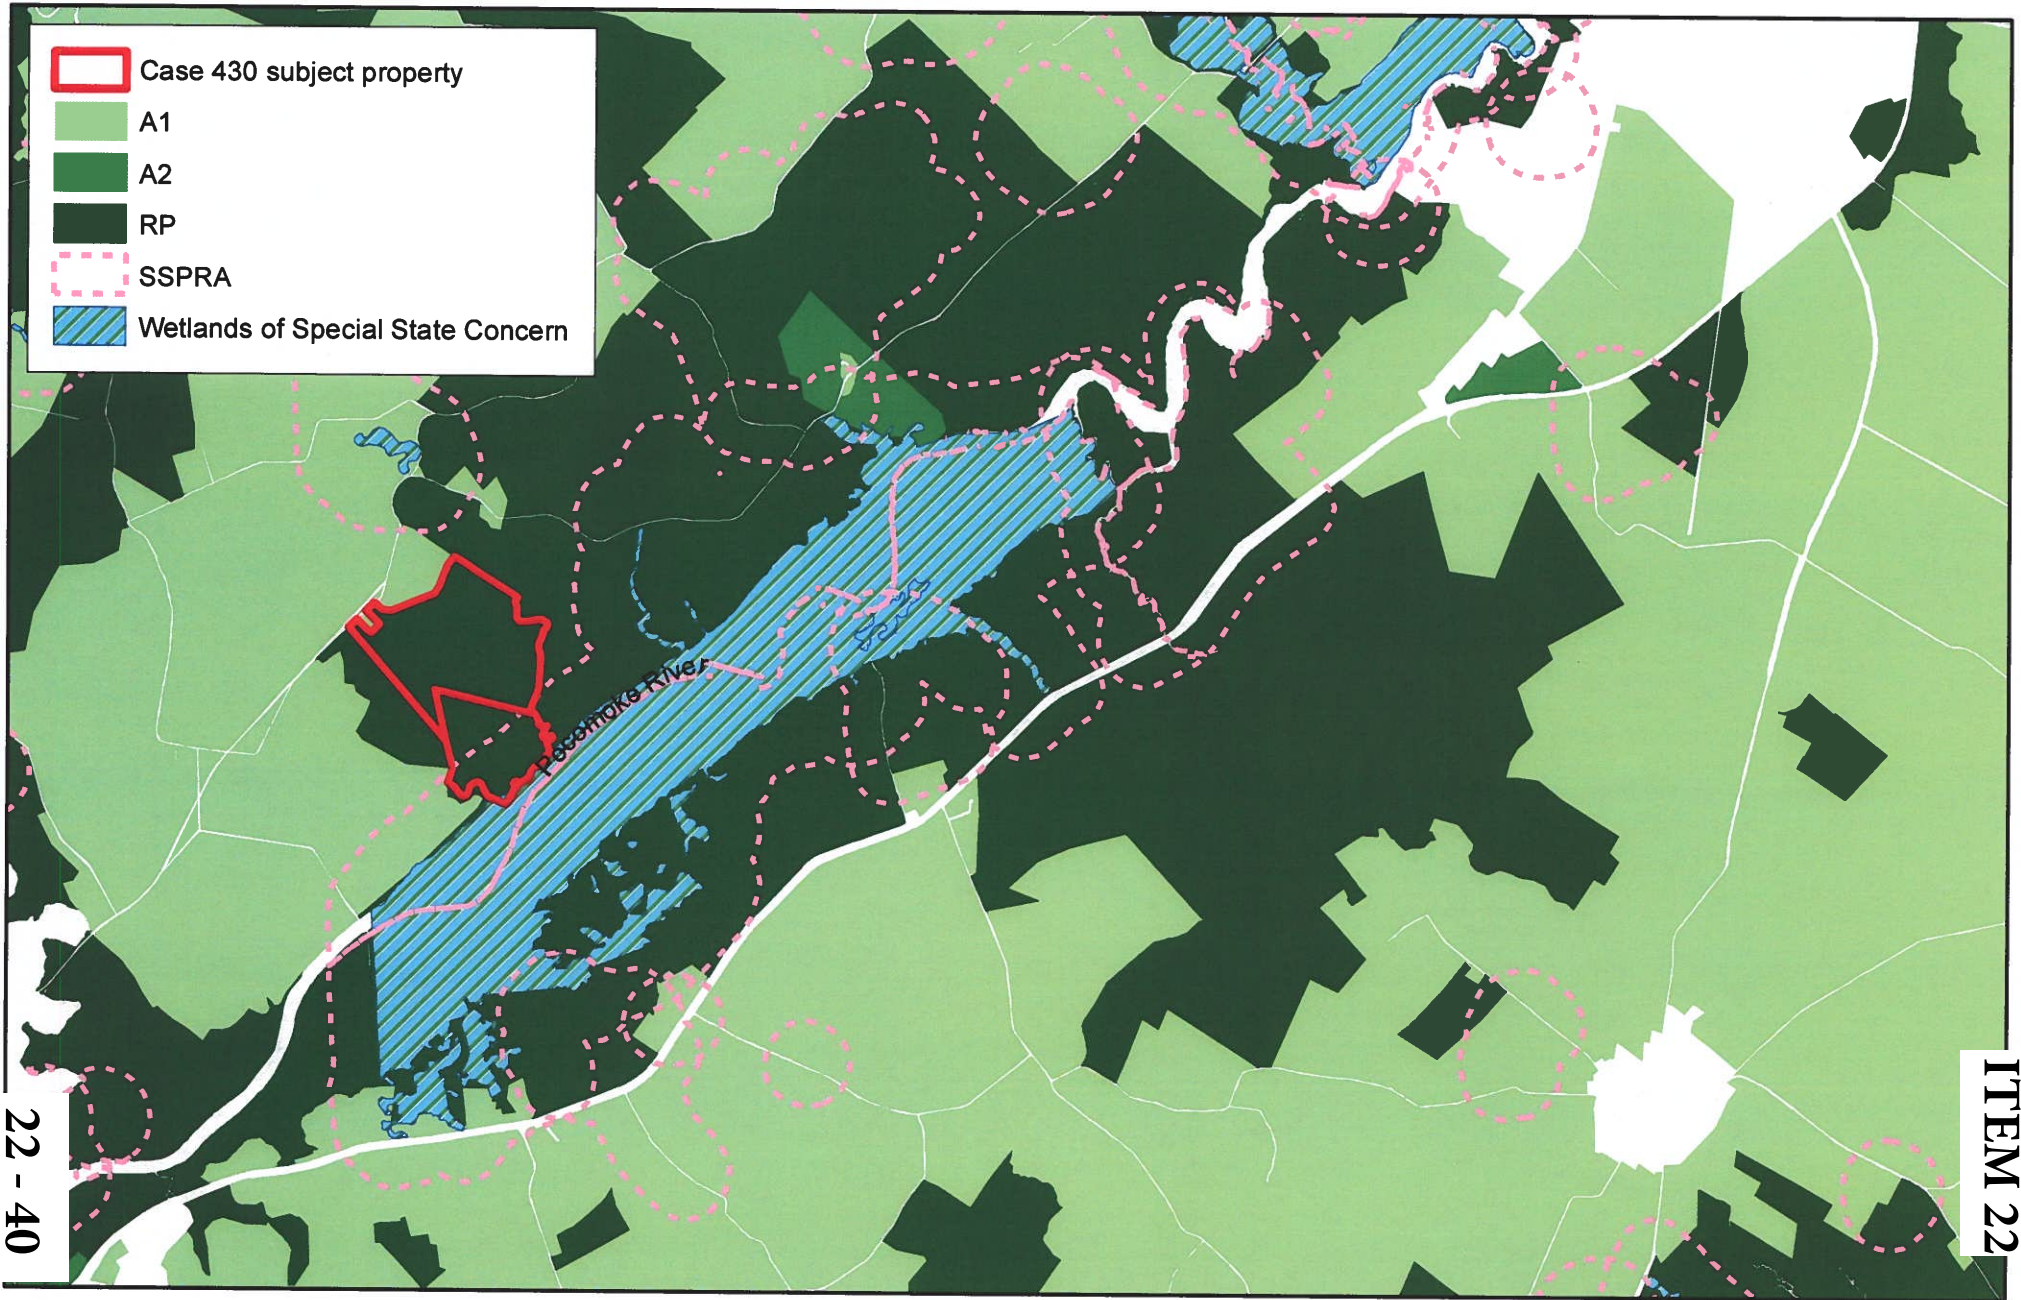 Case 430 subject property
A1
A2
RP
SSPRA
Wetlands of Special State Concern
Pocomoke River
ITEM 22
22 - 40